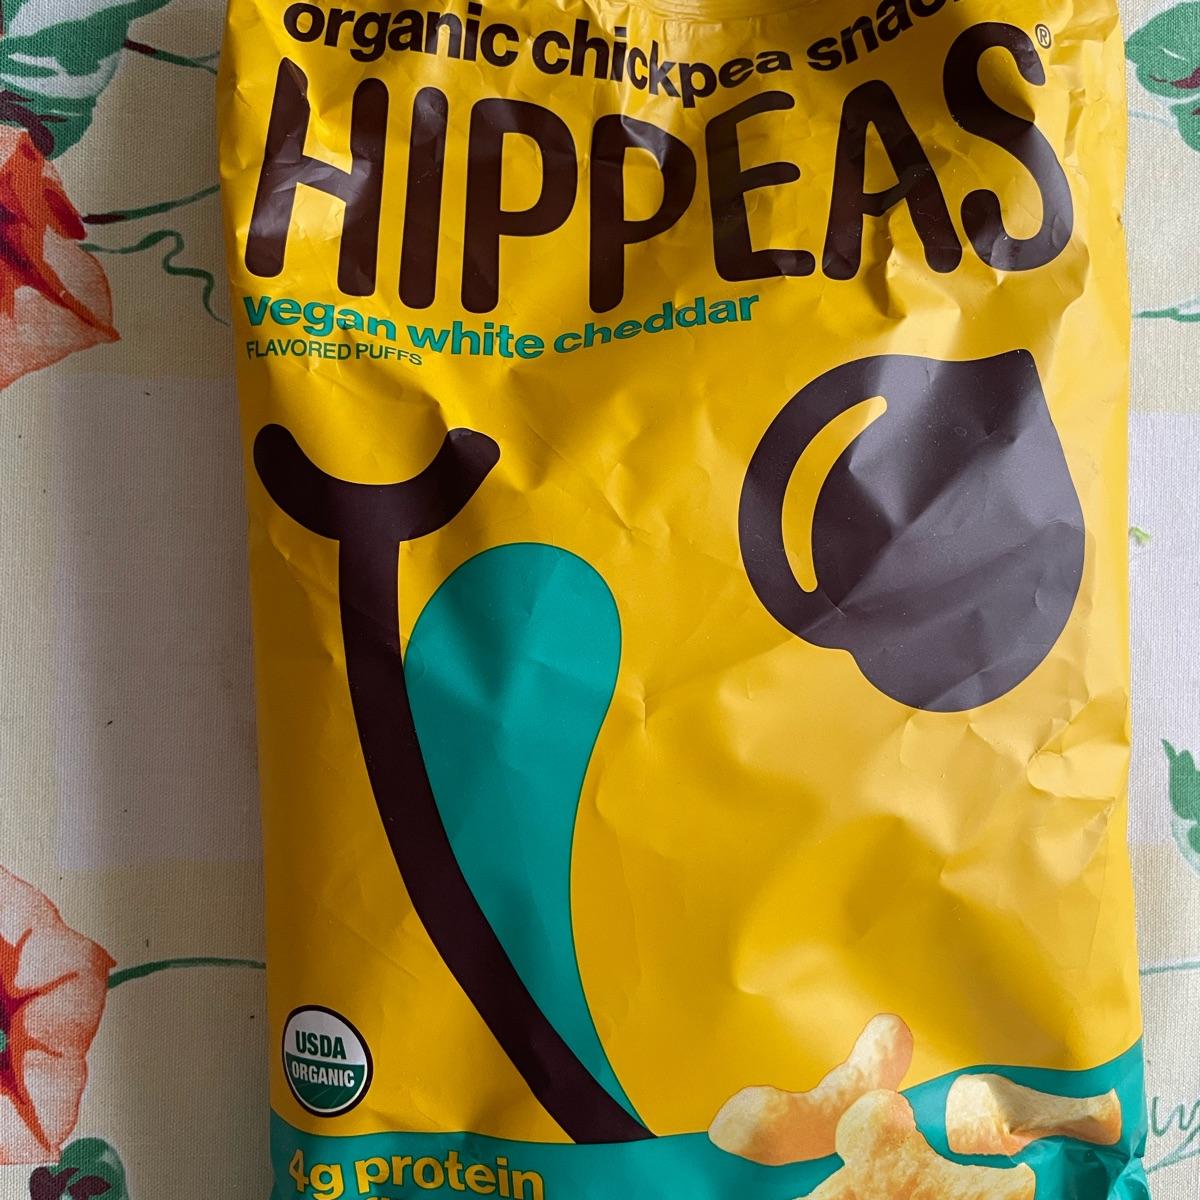 organic chickpea
HIPPEAS®
vegan white cheddar
FLAVORED PUFFS
USDA
ORGANIC
4g protein